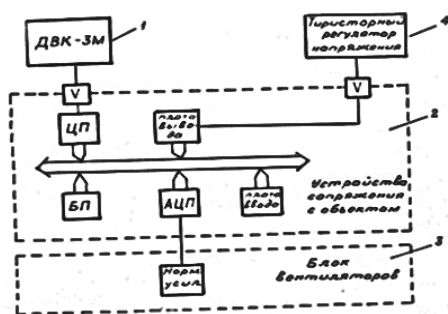 ДВК-3М
1
Тиристорный
регулятор
напряжения
4
V
V
ЦП
плата
вывода
2
БП
АЦП
плата
ввода
Устройство
сопряжения
с объектом
3
Норм.
усил
Блок
вентиляторов